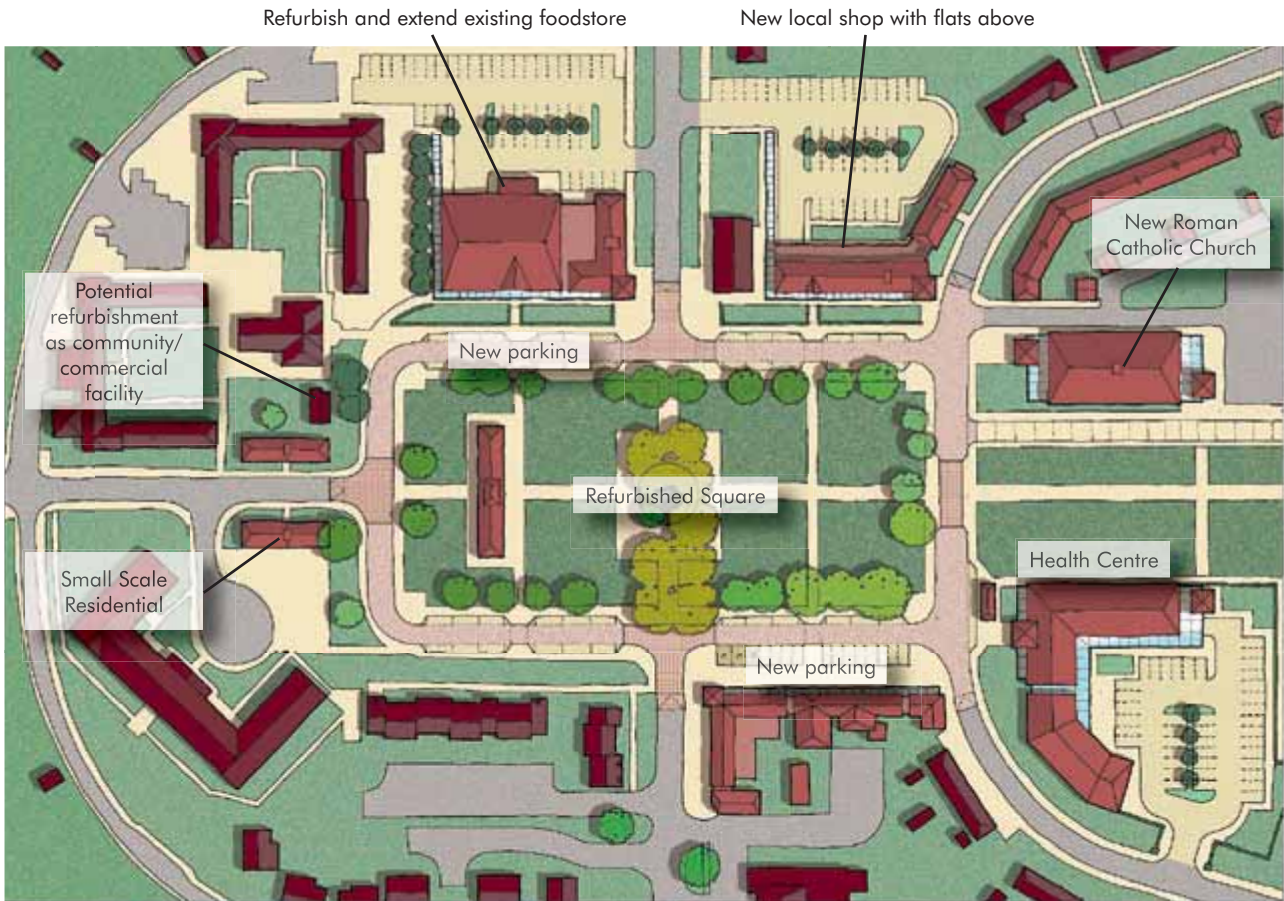 Refurbish and extend existing foodstore
New local shop with flats above
New Roman
Catholic Church
Potential
refurbishment
as community/
commercial
facility
New parking
Refurbished Square
Health Centre
Small Scale
Residential
New parking